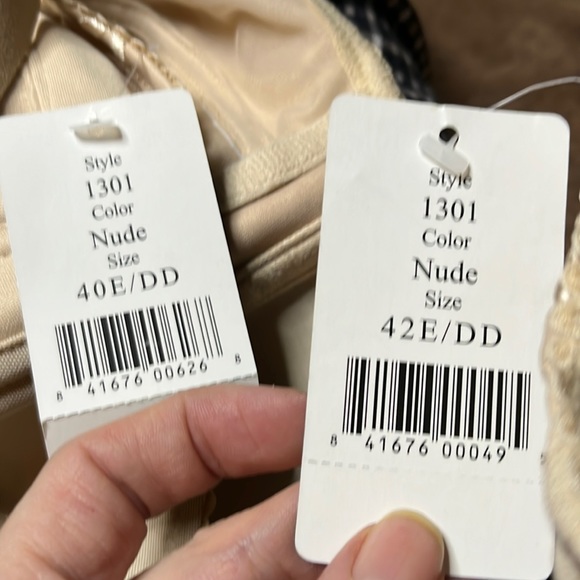 Style
1301
Color
Nude
Size
40E/DD
8 41676 00626 8
Style
1301
Color
Nude
Size
42E/DD
8 41676 00049